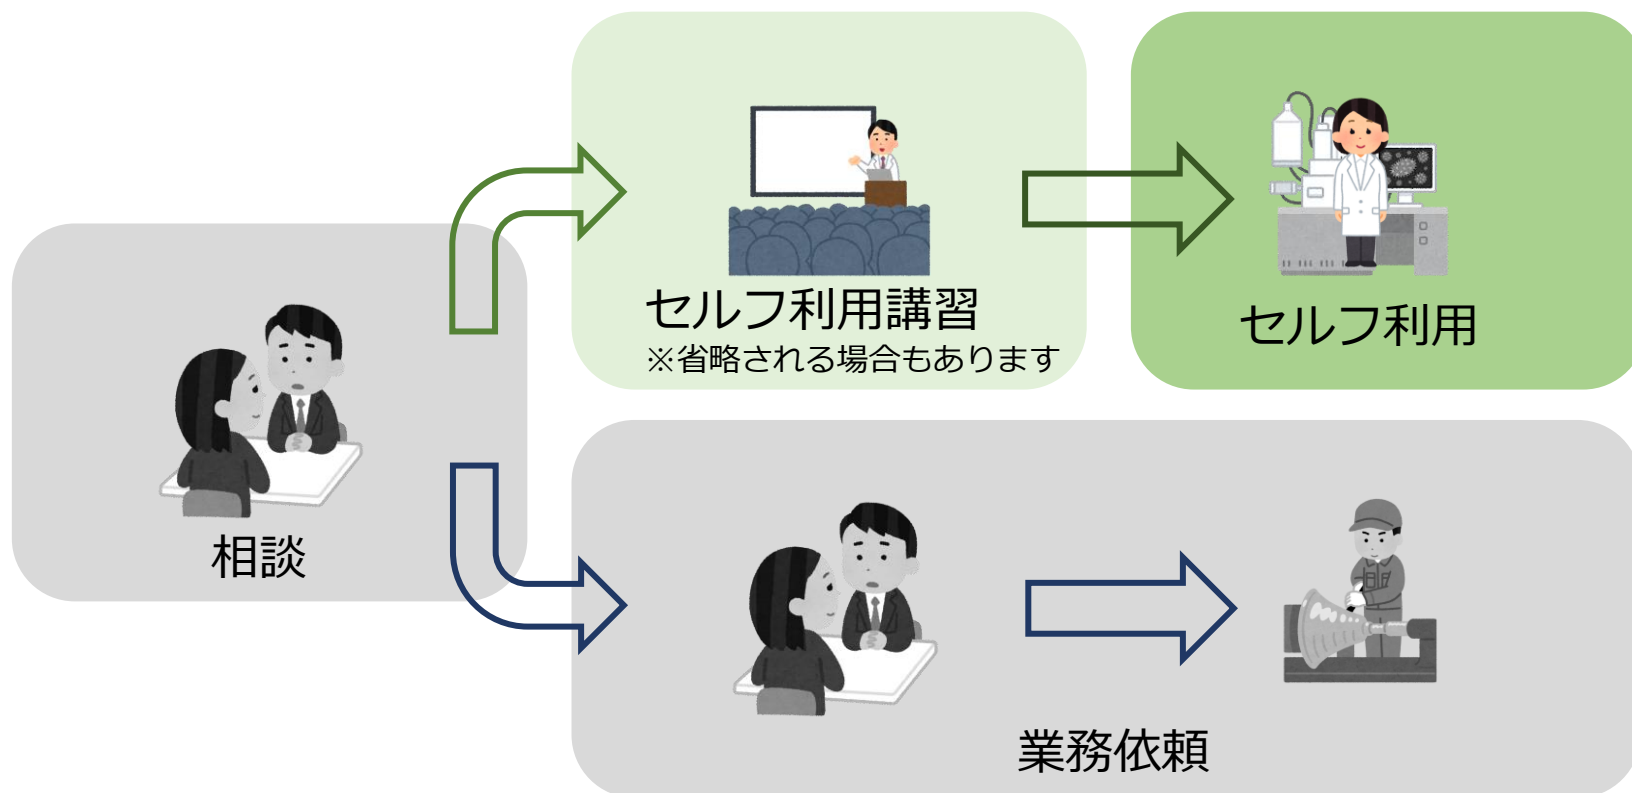 相談
セルフ利用講習
※省略される場合もあります
セルフ利用
業務依頼